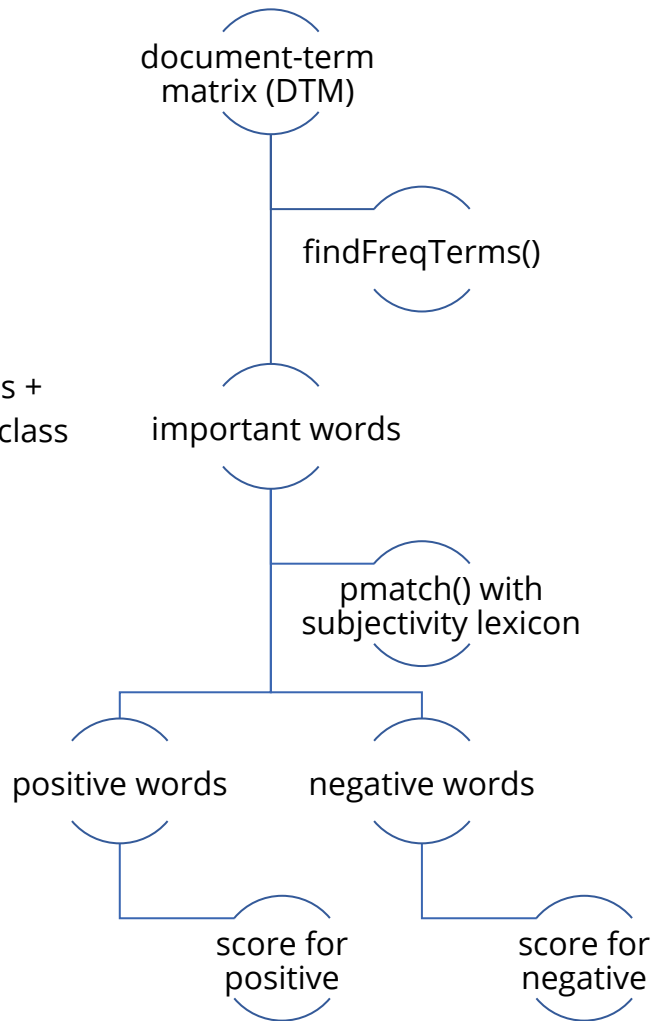 document-term
matrix (DTM)
findFreqTerms()
s +
class
important words
pmatch() with
subjectivity lexicon
positive words
negative words
score for
positive
score for
negative